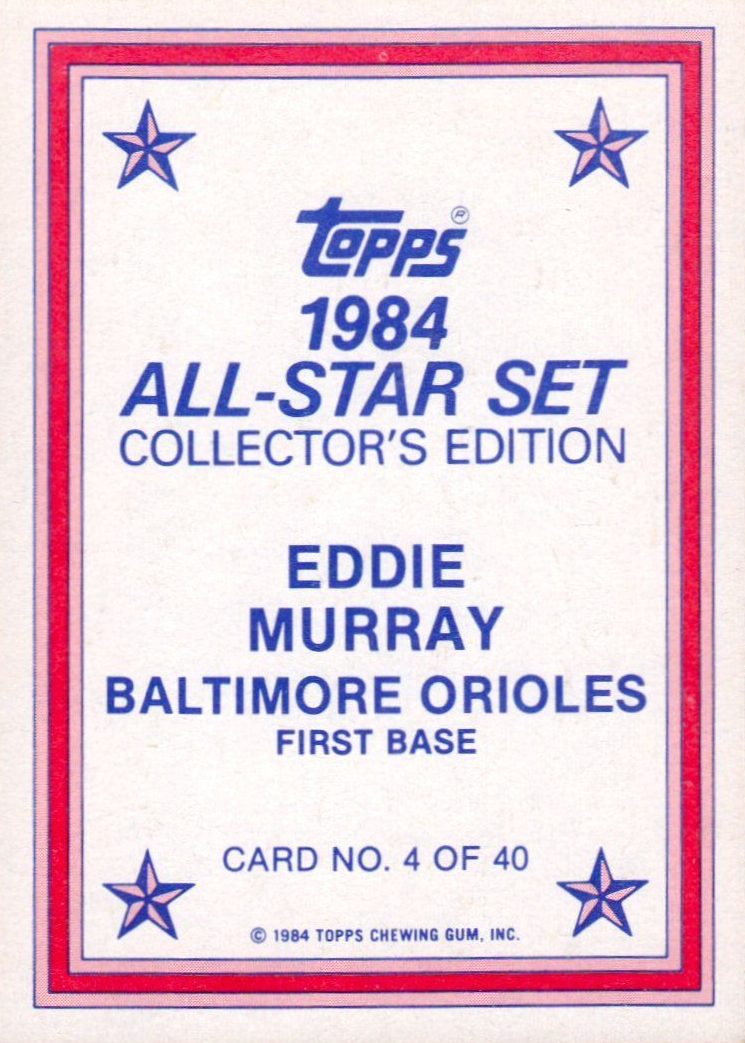 Topps®
1984
ALL-STAR SET
COLLECTOR'S EDITION
EDDIE
MURRAY
BALTIMORE ORIOLES
FIRST BASE
CARD NO. 4 OF 40
© 1984 TOPPS CHEWING GUM, INC.